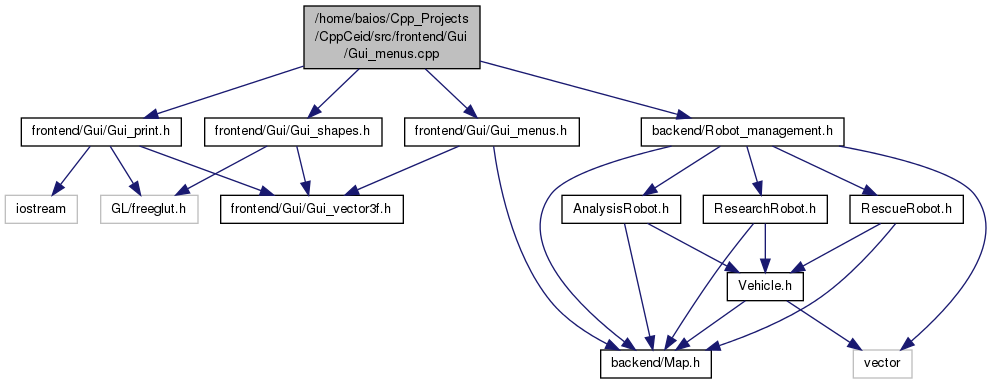 /home/baios/Cpp_Projects
/CppCeid/src/frontend/Gui
/Gui_menus.cpp
frontend/Gui/Gui_print.h
frontend/Gui/Gui_shapes.h
frontend/Gui/Gui_menus.h
backend/Robot_management.h
iostream
GL/freeglut.h
frontend/Gui/Gui_vector3f.h
AnalysisRobot.h
ResearchRobot.h
RescueRobot.h
Vehicle.h
backend/Map.h
vector